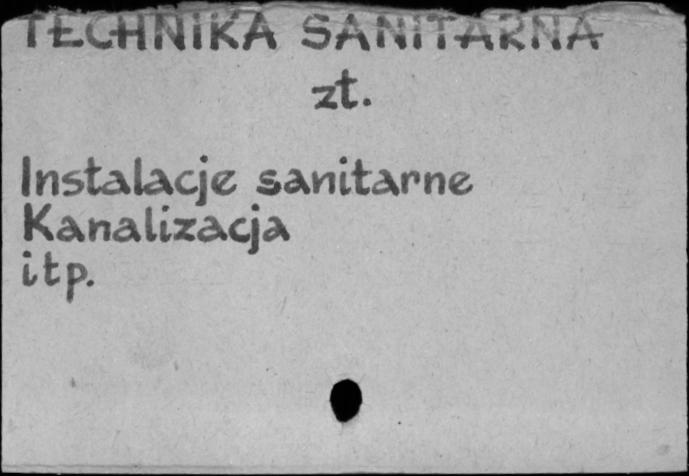 TECHNIKA SANITARNA
zt.
Instalacje sanitarne
Kanalizacja
itp.